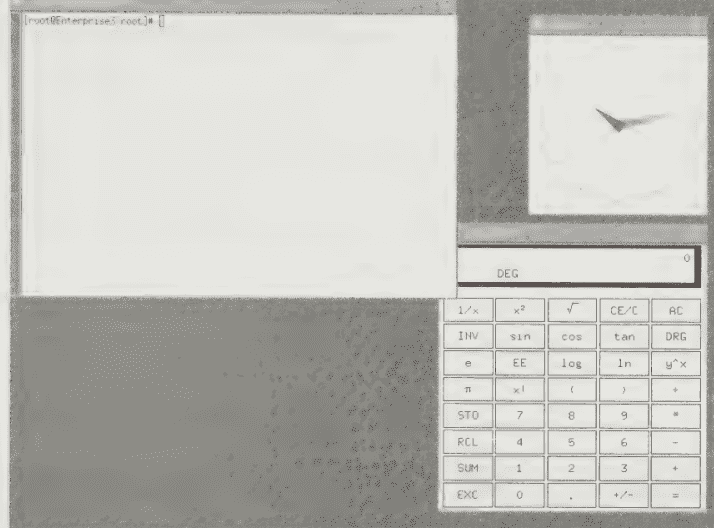 [root@Enterprise3 root]#
0
DEG
1/x x² √ CE/C AC
INV sin cos tan DRG
e EE log ln y^x
π x! ( ) ÷
STO 7 8 9 *
RCL 4 5 6 -
SUM 1 2 3 +
EXC 0 . +/- =